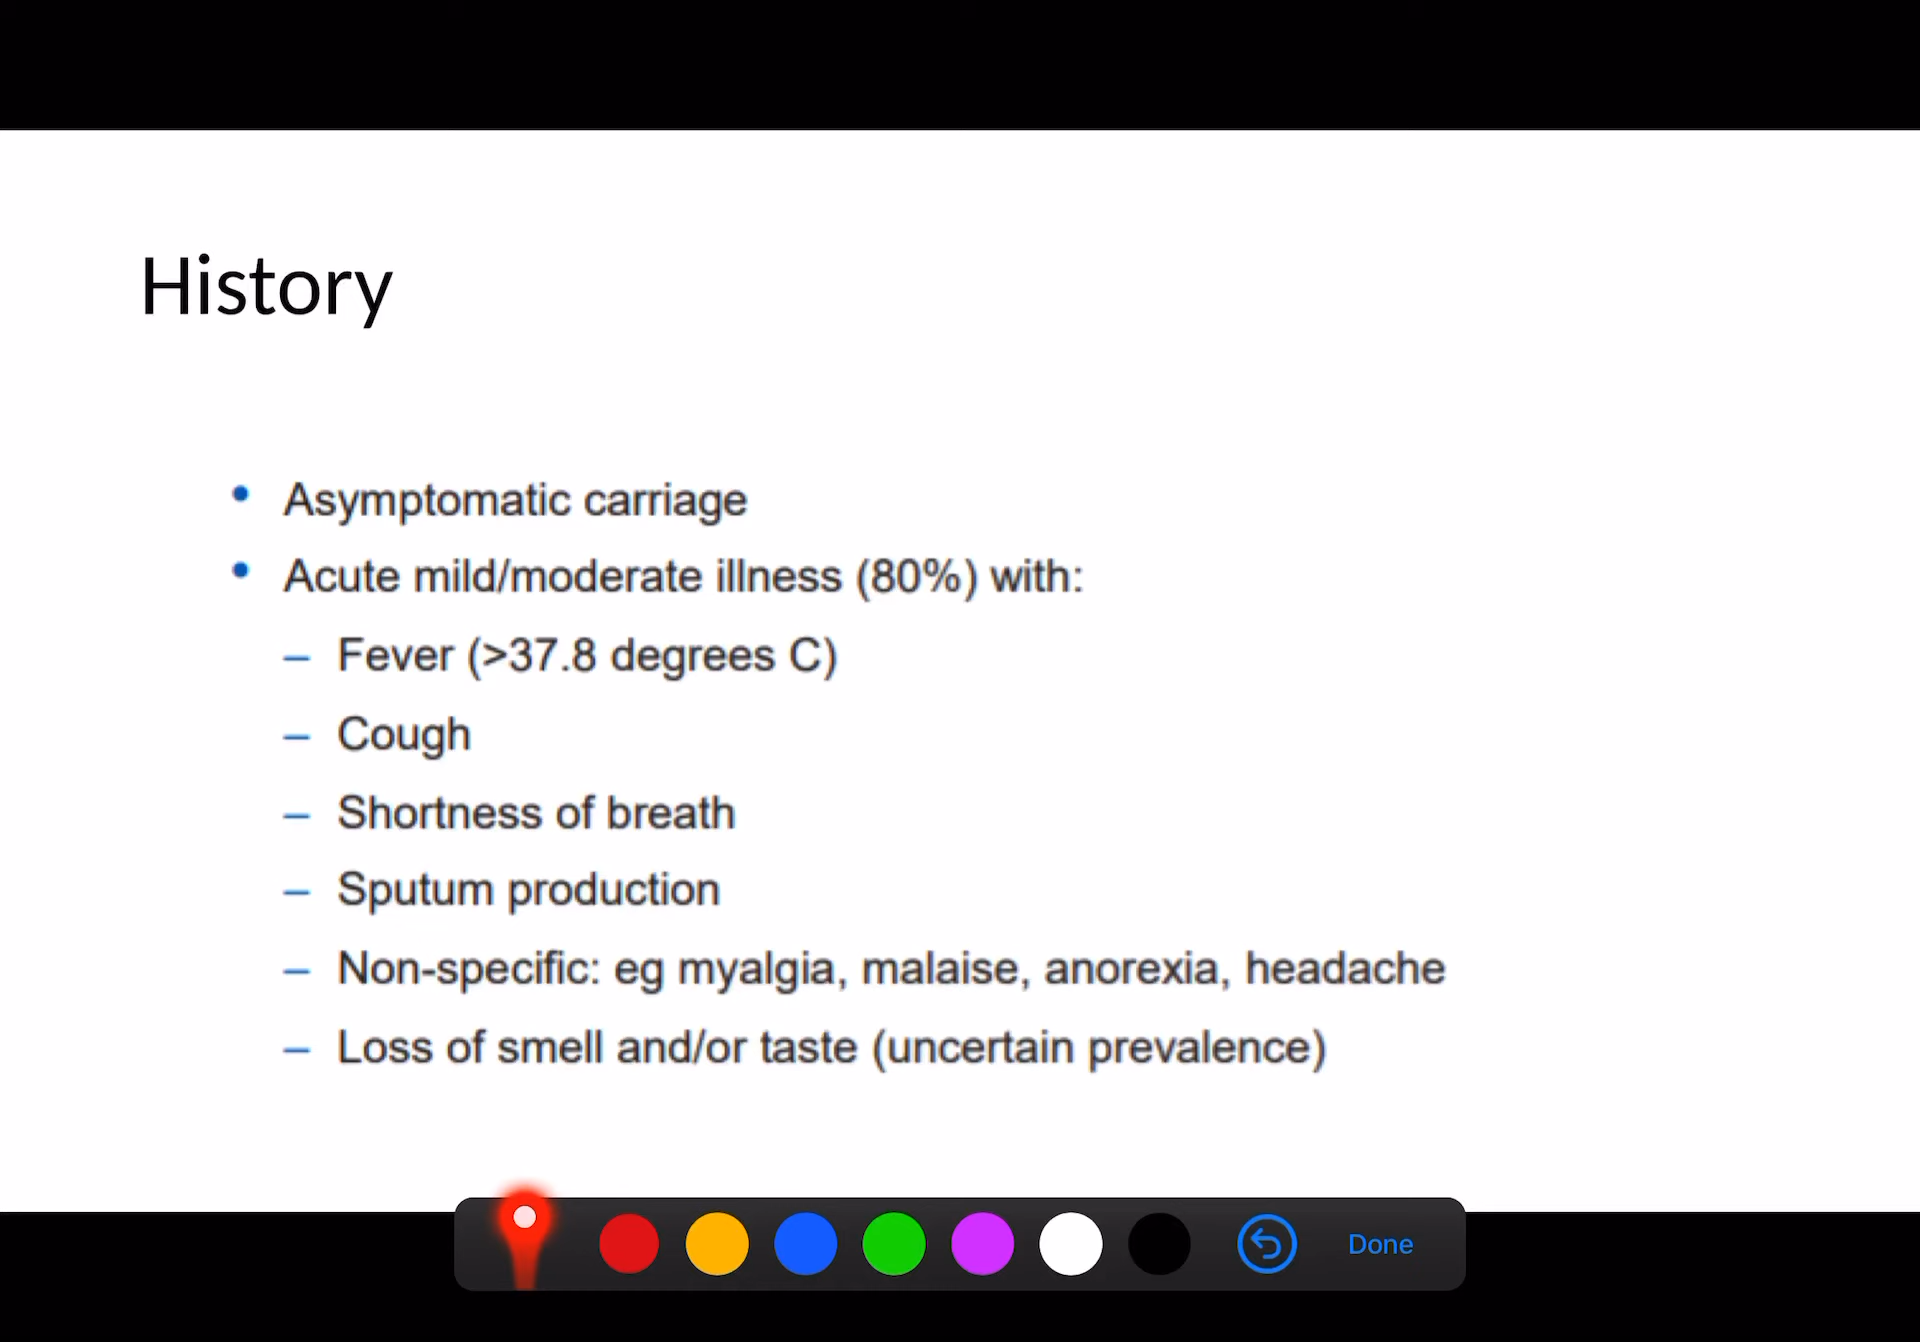 History
• Asymptomatic carriage
• Acute mild/moderate illness (80%) with:
– Fever (>37.8 degrees C)
– Cough
– Shortness of breath
– Sputum production
– Non-specific: eg myalgia, malaise, anorexia, headache
– Loss of smell and/or taste (uncertain prevalence)
Done